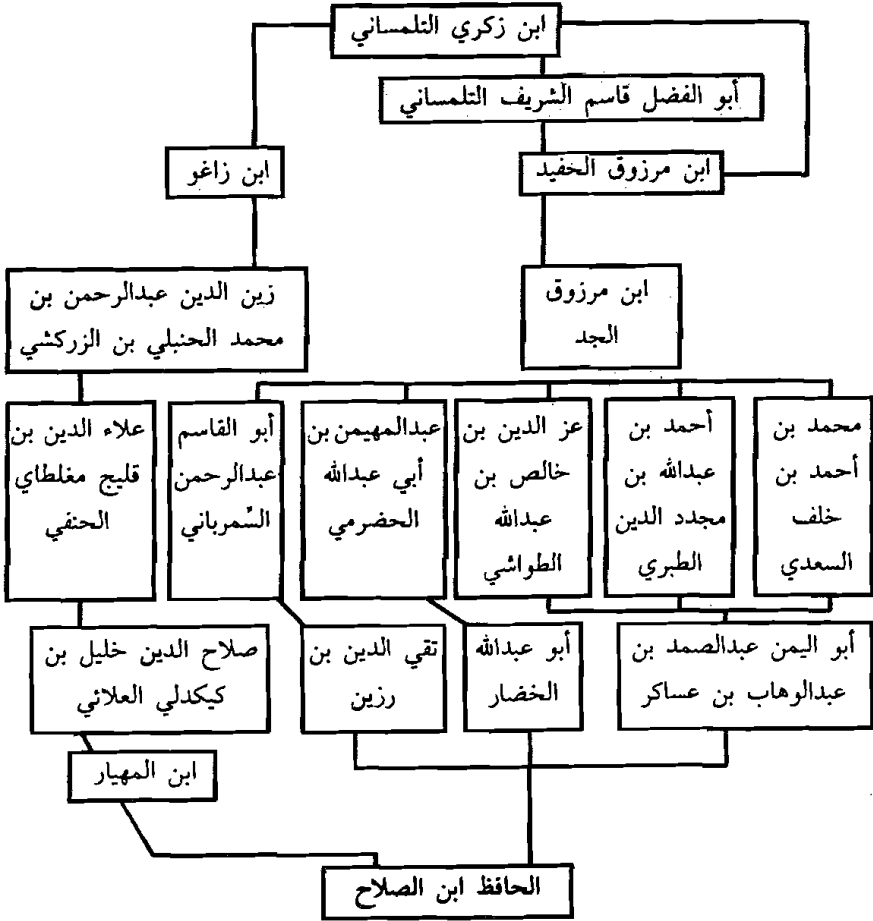 ابن زكري التلمساني
أبو الفضل قاسم الشريف التلمساني
ابن مرزوق الخفيد
ابن زاغو
ابن مرزوق
الجد
زين الدين عبدالرحمن بن
محمد الحنبلي بن الزركشي
محمد بن
أحمد بن
خلف
السعدي
أحمد بن
عبدالله بن
مجدد الدين
الطبري
عز الدين بن
خالص بن
عبدالله
الطواشي
عبدالمهيمن بن
أبي عبدالله
الحضرمي
أبو القاسم
عبدالرحمن
السِّمرباني
علاء الدين بن
قليج مغلطاي
الحنفي
أبو اليمن عبدالصمد بن
عبدالوهاب بن عساكر
أبو عبدالله
الخضار
تقي الدين بن
رزين
صلاح الدين خليل بن
كيكدلي العلائي
ابن المهيار
الحافظ ابن الصلاح